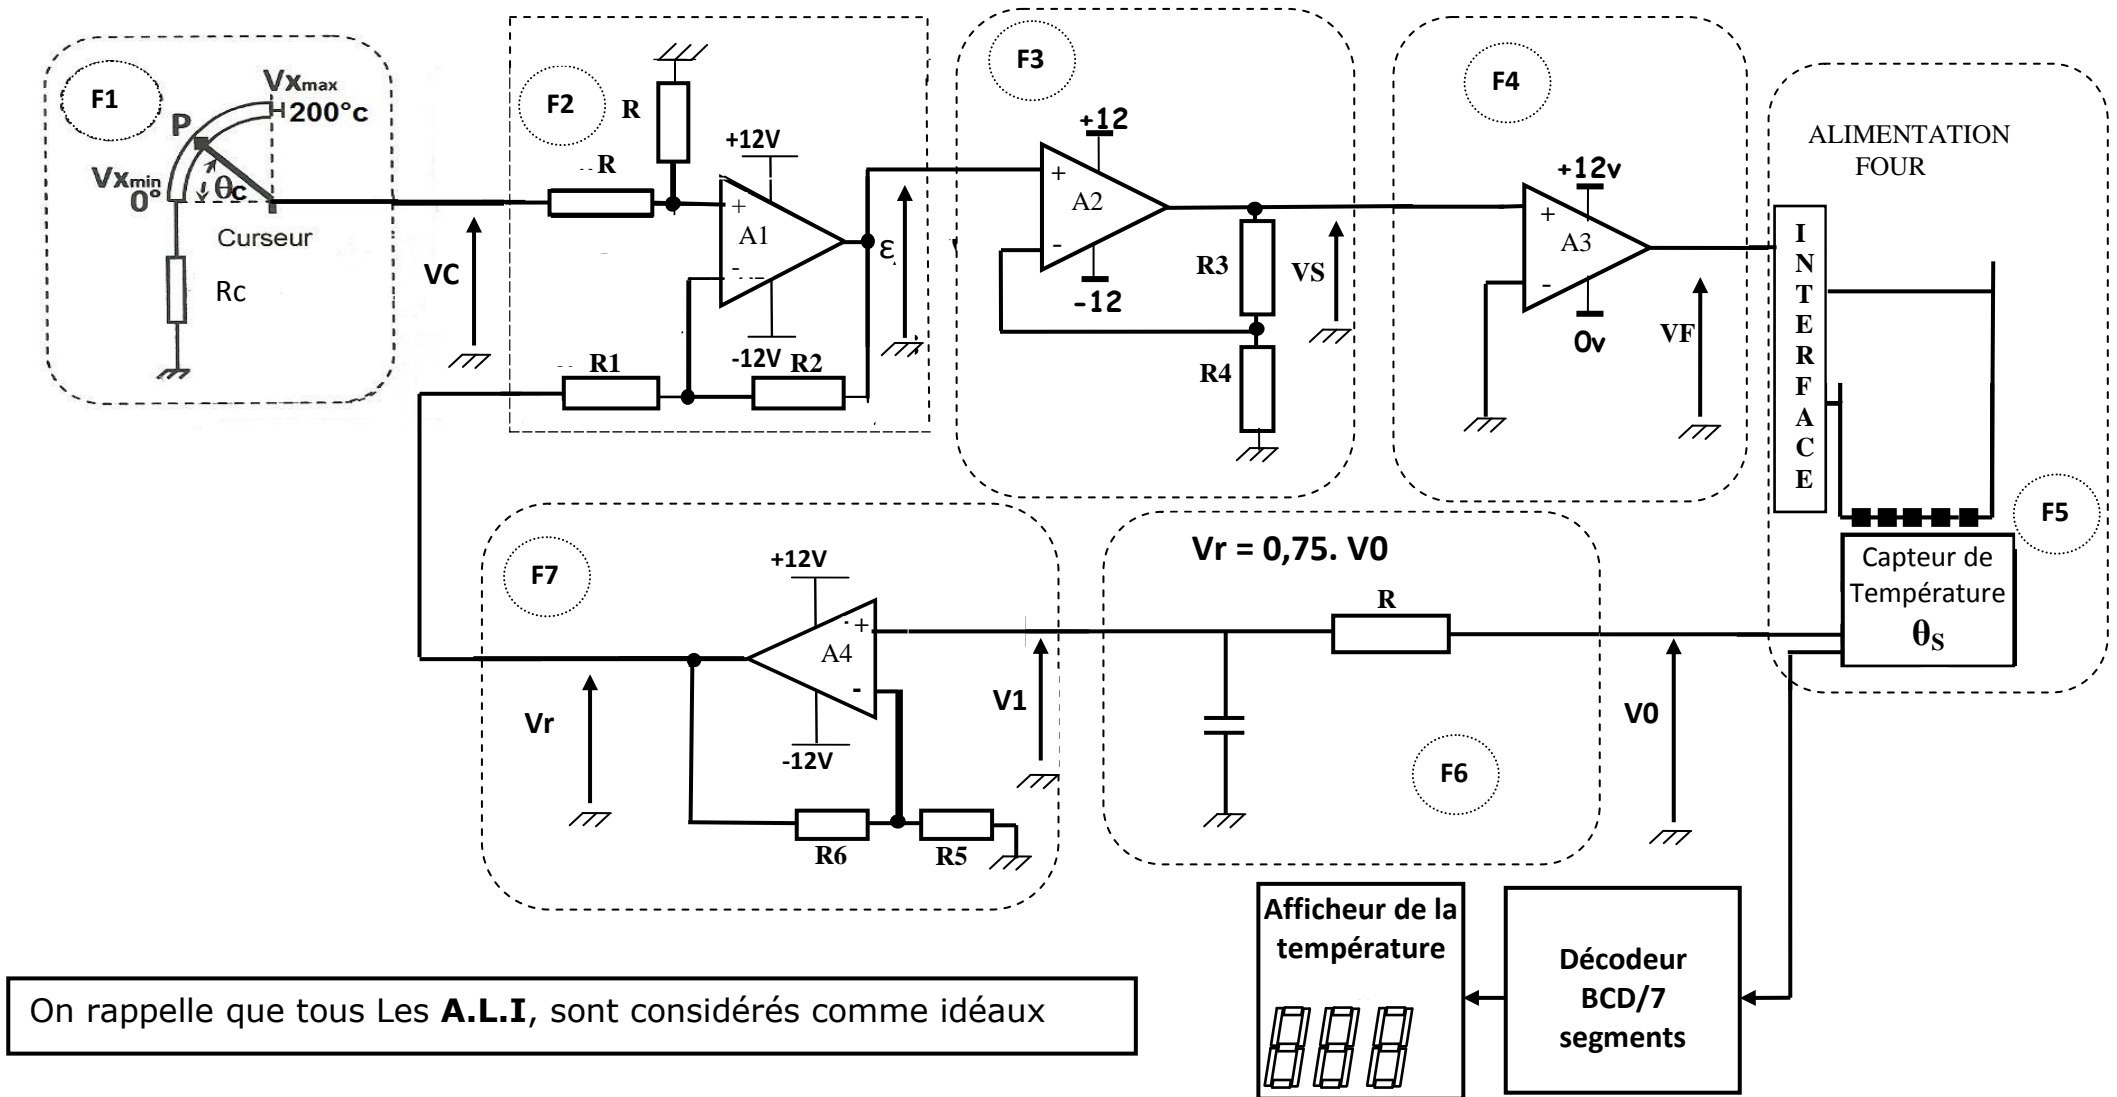 F1
Vxmax
200°c
P
Vxmin
0°
θc
Curseur
Rc
VC
F2
R
R
+12V
+
A1
-
-12V
R1
R2
ε
F3
+12
+
A2
-
-12
R3
R4
VS
F4
+12v
+
A3
-
0v
VF
ALIMENTATION
FOUR
I
N
T
E
R
F
A
C
E
F5
Capteur de
Température
θS
F7
+12V
+
A4
-
-12V
Vr
R6
R5
V1
Vr = 0,75. V0
R
F6
V0
Afficheur de la
température
888
Décodeur
BCD/7
segments
On rappelle que tous Les A.L.I, sont considérés comme idéaux